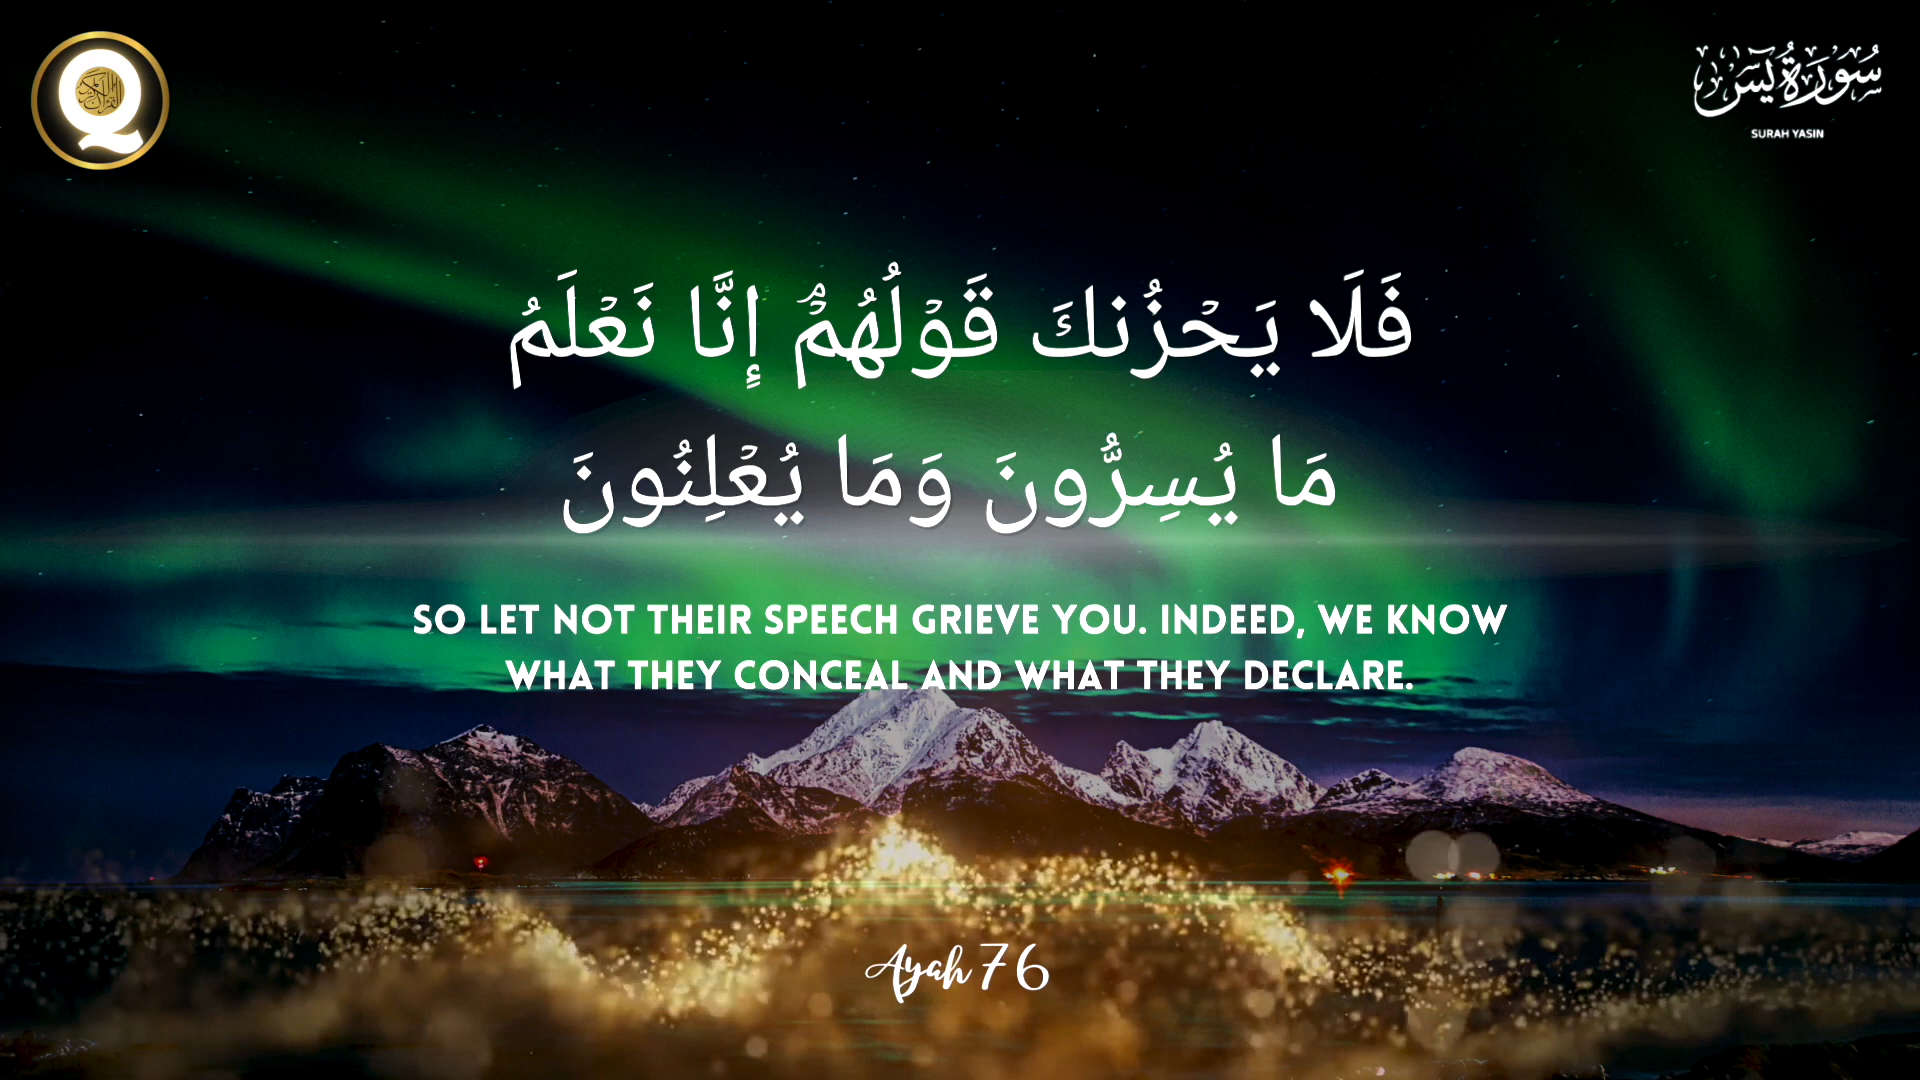 Q
سُورَةُ يسٓ
SURAH YASIN
فَلَا يَحْزُنكَ قَوْلُهُمْۘ إِنَّا نَعْلَمُ
مَا يُسِرُّونَ وَمَا يُعْلِنُونَ
SO LET NOT THEIR SPEECH GRIEVE YOU. INDEED, WE KNOW
WHAT THEY CONCEAL AND WHAT THEY DECLARE.
Ayah 76